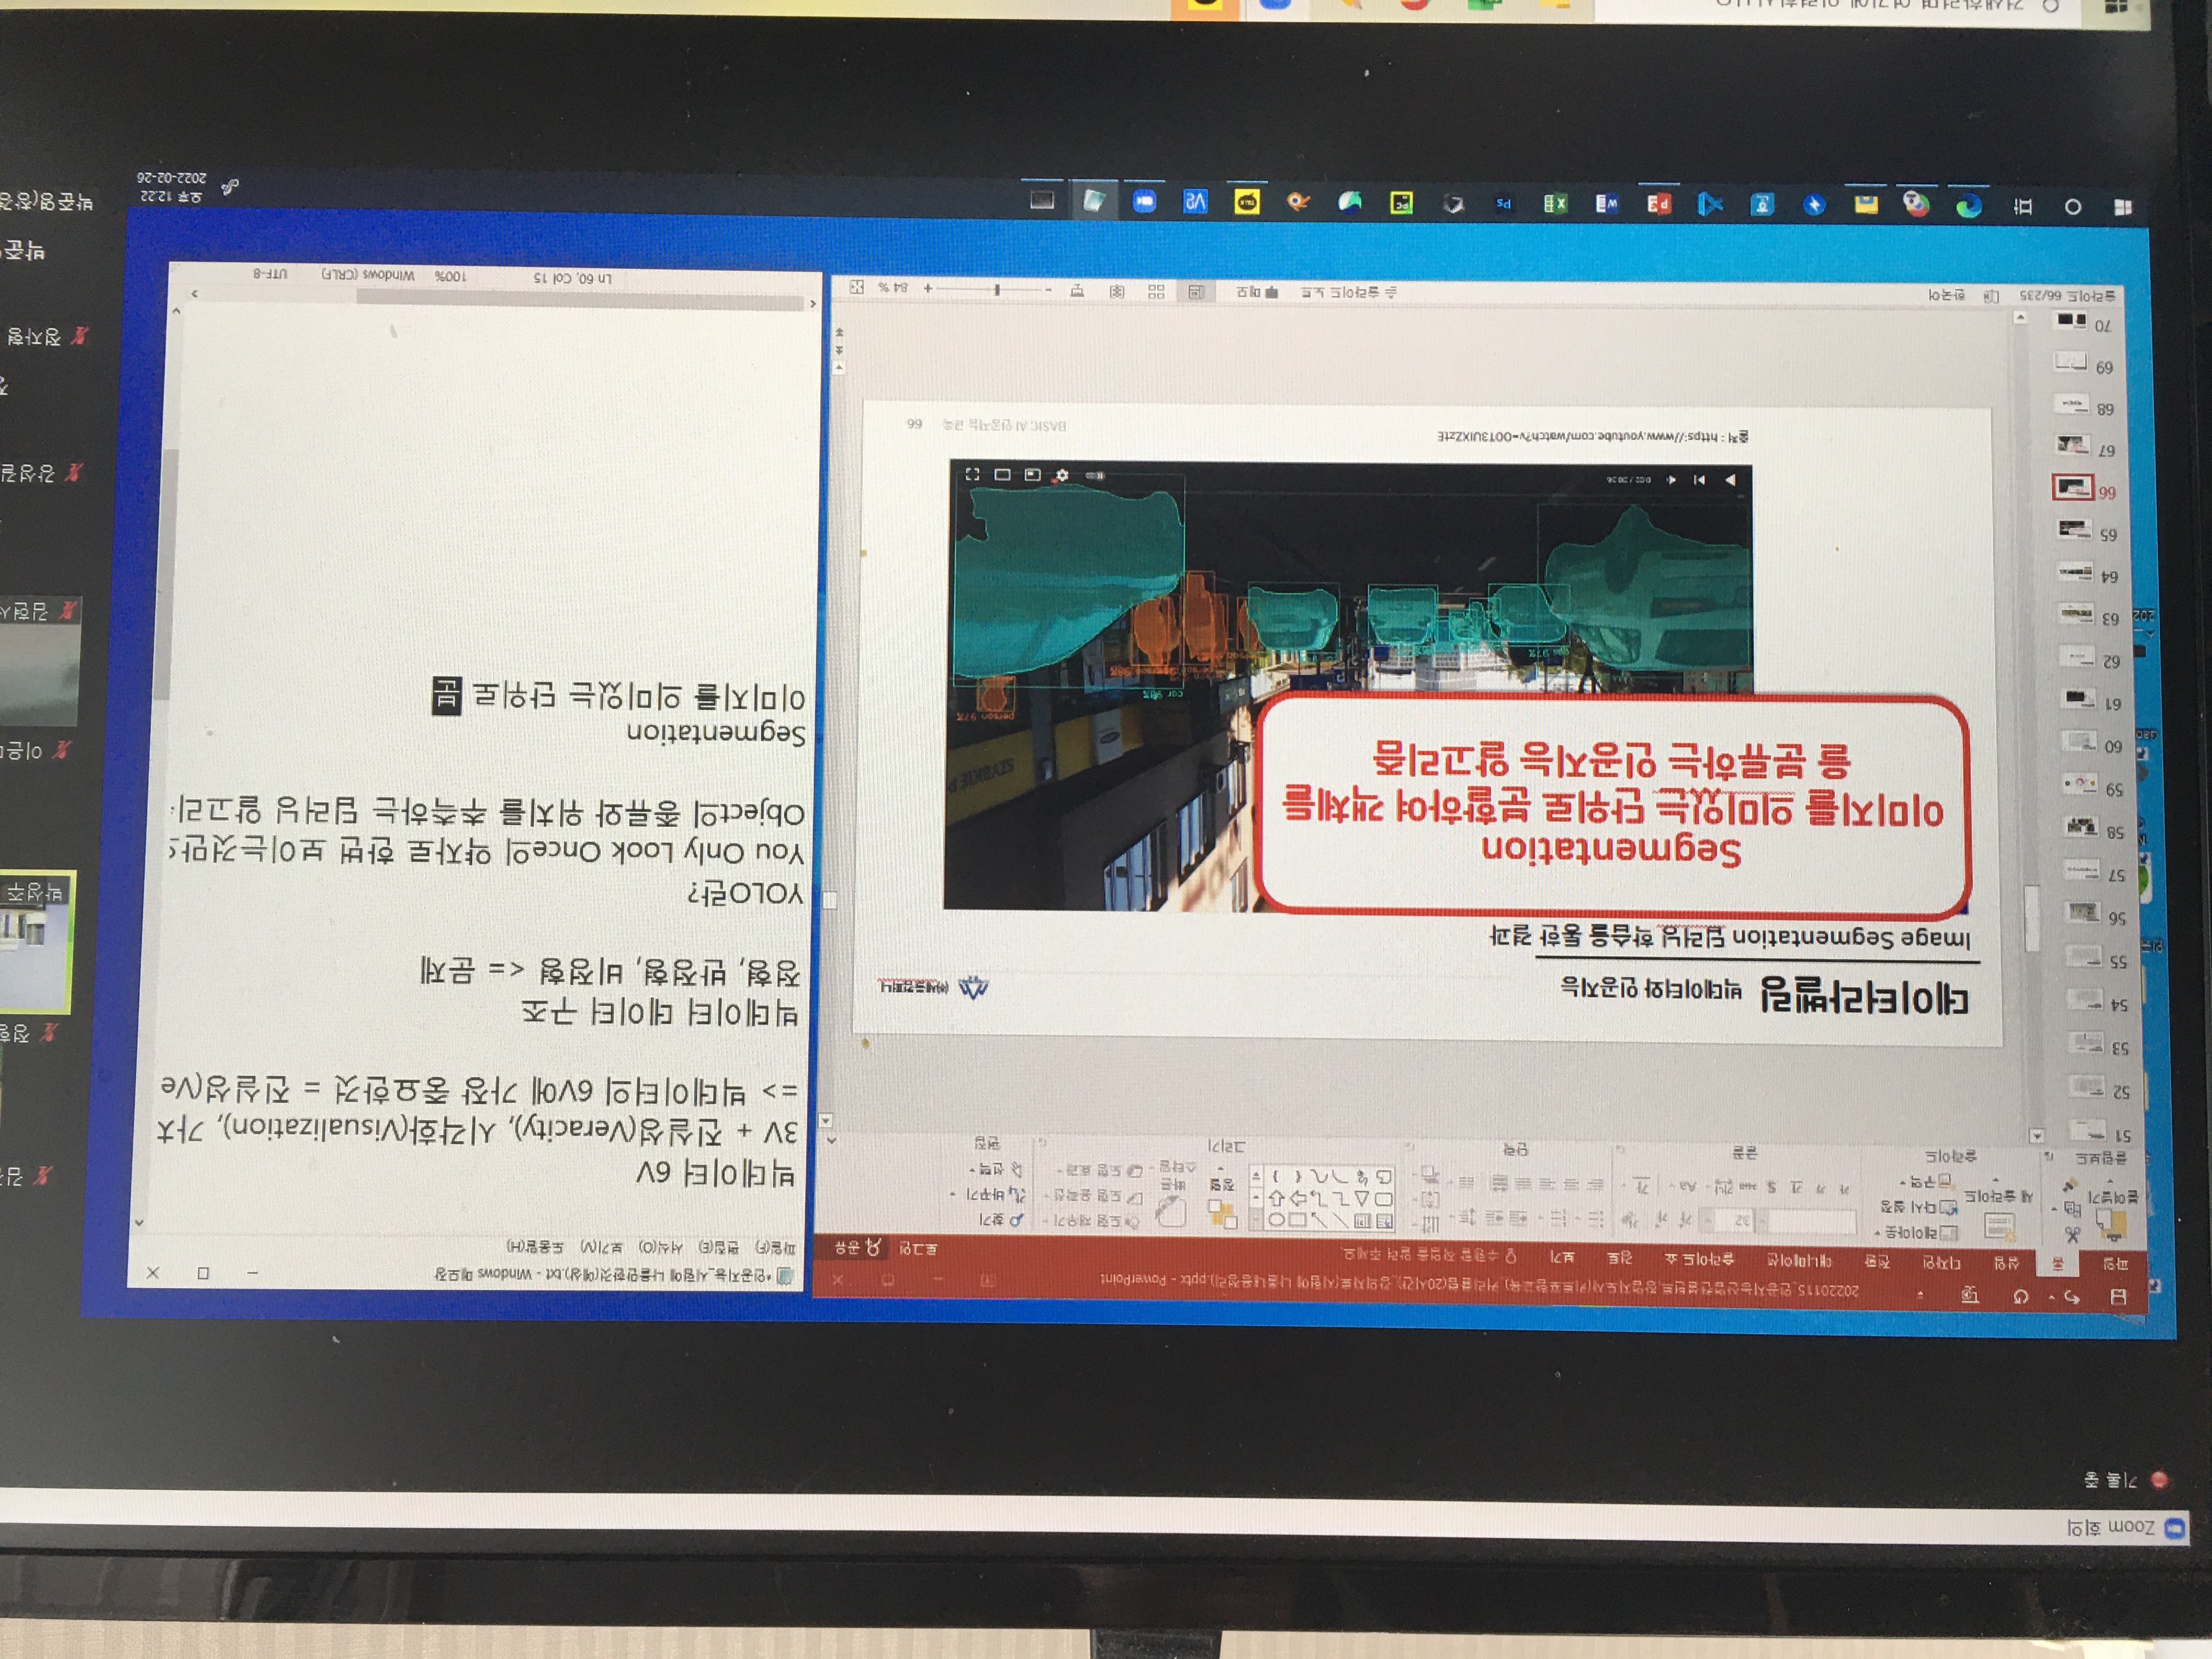 Zoom 회의
기록 중
20220115_인공지능산업컨설턴트,창업지도사(키트포함교육)_커리큘럼(20시간)_강의자료(시험에 나올내용정리).pptx - PowerPoint
파일 홈 삽입 디자인 전환 애니메이션 슬라이드 쇼 검토 보기 수행할 작업을 알려 주세요.
로그인 공유
붙여넣기
클립보드
새 슬라이드
레이아웃
다시 설정
구역
슬라이드
32
글꼴
단락
정렬
빠른
스타일
도형 채우기
도형 윤곽선
도형 효과
그리기
찾기
바꾸기
선택
편집
51
52
53
54
55
56
57
58
59
60
61
62
63
64
65
66
67
68
69
70
데이터라벨링 빅데이터와 인공지능
㈜세들컴퍼니
Image Segmentation 딥러닝 학습을 통한 결과
Segmentation
이미지를 의미있는 단위로 분할하여 객체들
을 분류하는 인공지능 알고리즘
SZYBKIE P
person 97%
car 98%
97%
0:02 / 20:26
출처 : https://www.youtube.com/watch?v=OOT3UIXZztE
BASIC AI 인공지능 교육 66
슬라이드 66/235 한국어
슬라이드 노트 메모
84 %
*인공지능_시험에 나올만한것(예상).txt - Windows 메모장
파일(F) 편집(E) 서식(O) 보기(V) 도움말(H)
빅데이터 6V
3V + 진실성(Veracity), 시각화(Visualization), 가치
=> 빅데이터의 6V에 가장 중요한것 = 진실성(Ve
빅데이터 데이터 구조
정형, 반정형, 비정형 <= 문제
YOLO란?
You Only Look Once의 약자로 한번 보이는것만으
Object의 종류와 위치를 추측하는 딥러닝 알고리
Segmentation
이미지를 의미있는 단위로 분
Ln 60, Col 15 100% Windows (CRLF) UTF-8
박성주
김현서
강성길
정자형
박준영(창경
오후 12:22
2022-02-26
검색하려면 여기에 입력하십시오